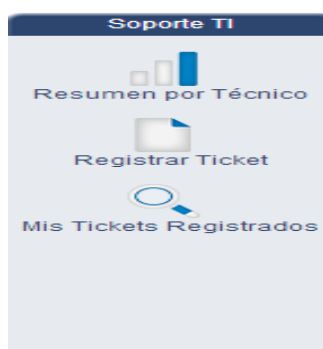 Soporte TI
Resumen por Técnico
Registrar Ticket
Mis Tickets Registrados